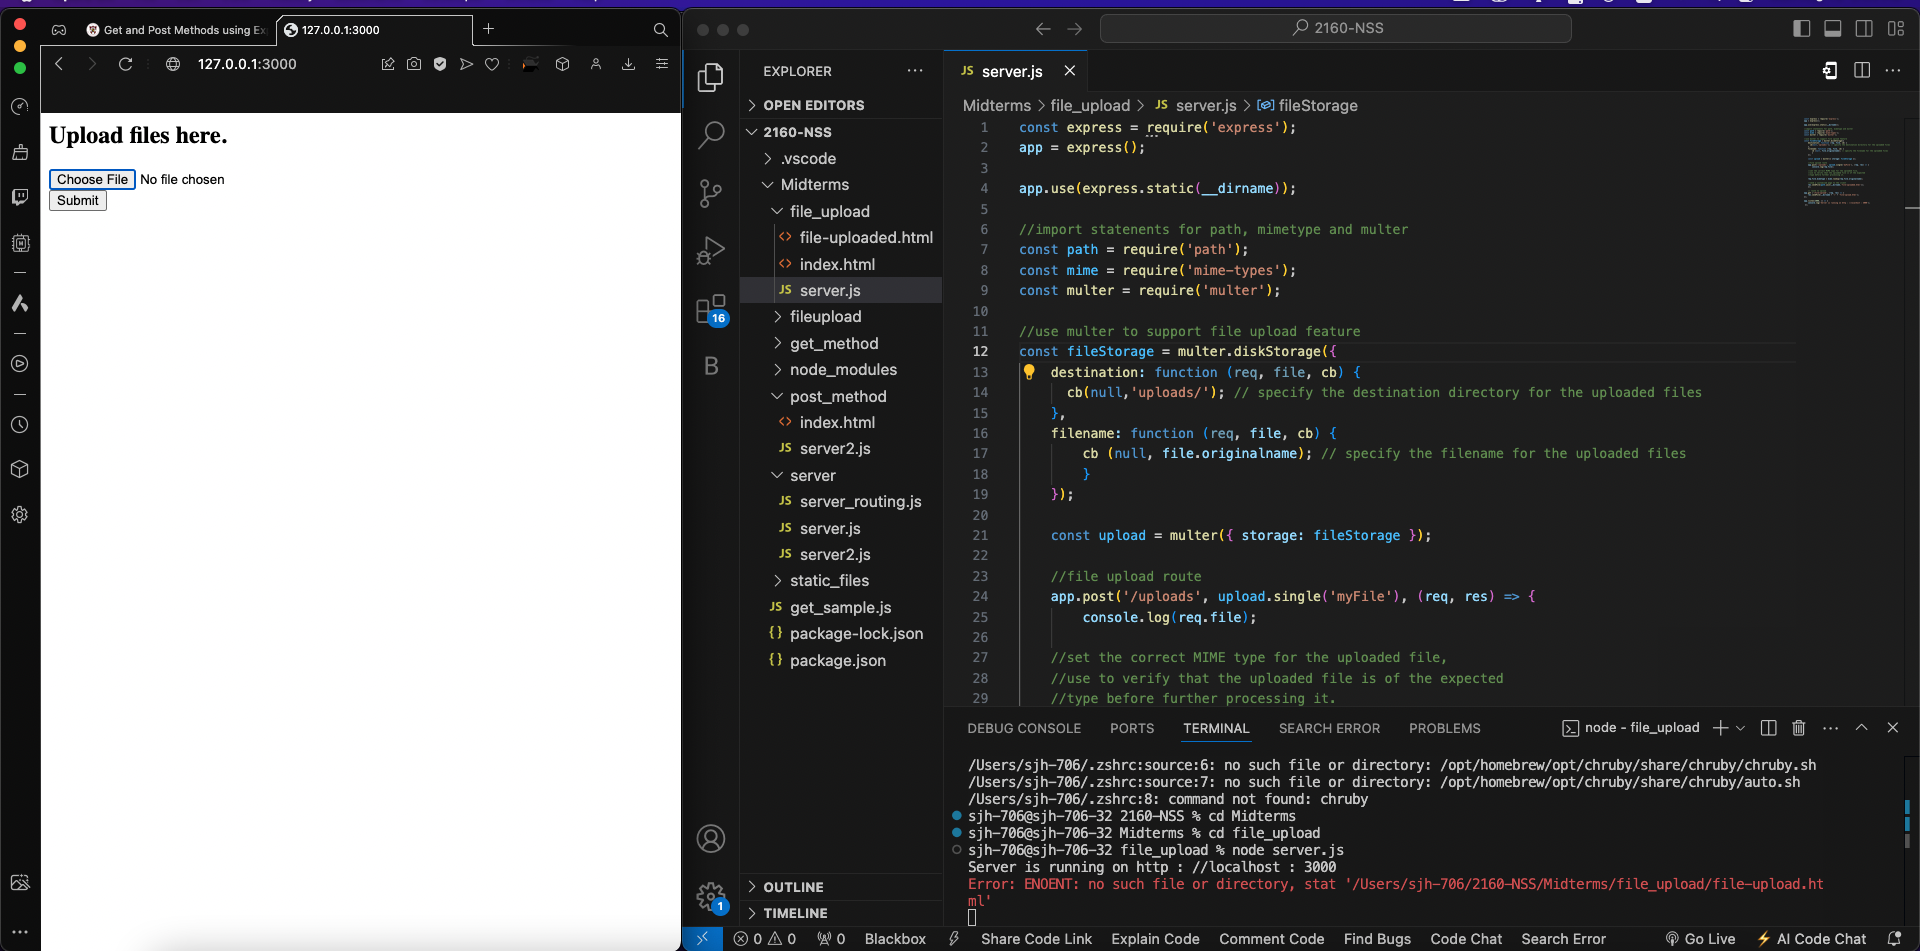 Get and Post Methods using Ex
127.0.0.1:3000
127.0.0.1:3000
Upload files here.
Choose File No file chosen
Submit
2160-NSS
EXPLORER
OPEN EDITORS
2160-NSS
.vscode
Midterms
file_upload
<> file-uploaded.html
<> index.html
JS server.js
fileupload
get_method
node_modules
post_method
<> index.html
JS server2.js
server
JS server_routing.js
JS server.js
JS server2.js
static_files
JS get_sample.js
{} package-lock.json
{} package.json
OUTLINE
TIMELINE
16
B
1
JS server.js
Midterms > file_upload > JS server.js > fileStorage
1 const express = require('express');
2 app = express();
3
4 app.use(express.static(__dirname));
5
6 //import statenents for path, mimetype and multer
7 const path = require('path');
8 const mime = require('mime-types');
9 const multer = require('multer');
10
11 //use multer to support file upload feature
12 const fileStorage = multer.diskStorage({
13 destination: function (req, file, cb) {
14 cb(null,'uploads/'); // specify the destination directory for the uploaded files
15 },
16 filename: function (req, file, cb) {
17 cb (null, file.originalname); // specify the filename for the uploaded files
18 }
19 });
20
21 const upload = multer({ storage: fileStorage });
22
23 //file upload route
24 app.post('/uploads', upload.single('myFile'), (req, res) => {
25 console.log(req.file);
26
27 //set the correct MIME type for the uploaded file,
28 //use to verify that the uploaded file is of the expected
29 //type before further processing it.
DEBUG CONSOLE PORTS TERMINAL SEARCH ERROR PROBLEMS node - file_upload
/Users/sjh-706/.zshrc:source:6: no such file or directory: /opt/homebrew/opt/chruby/share/chruby/chruby.sh
/Users/sjh-706/.zshrc:source:7: no such file or directory: /opt/homebrew/opt/chruby/share/chruby/auto.sh
/Users/sjh-706/.zshrc:8: command not found: chruby
sjh-706@sjh-706-32 2160-NSS % cd Midterms
sjh-706@sjh-706-32 Midterms % cd file_upload
sjh-706@sjh-706-32 file_upload % node server.js
Server is running on http : //localhost : 3000
Error: ENOENT: no such file or directory, stat '/Users/sjh-706/2160-NSS/Midterms/file_upload/file-upload.ht
ml'
0 0 0 Blackbox Share Code Link Explain Code Comment Code Find Bugs Code Chat Search Error Go Live AI Code Chat